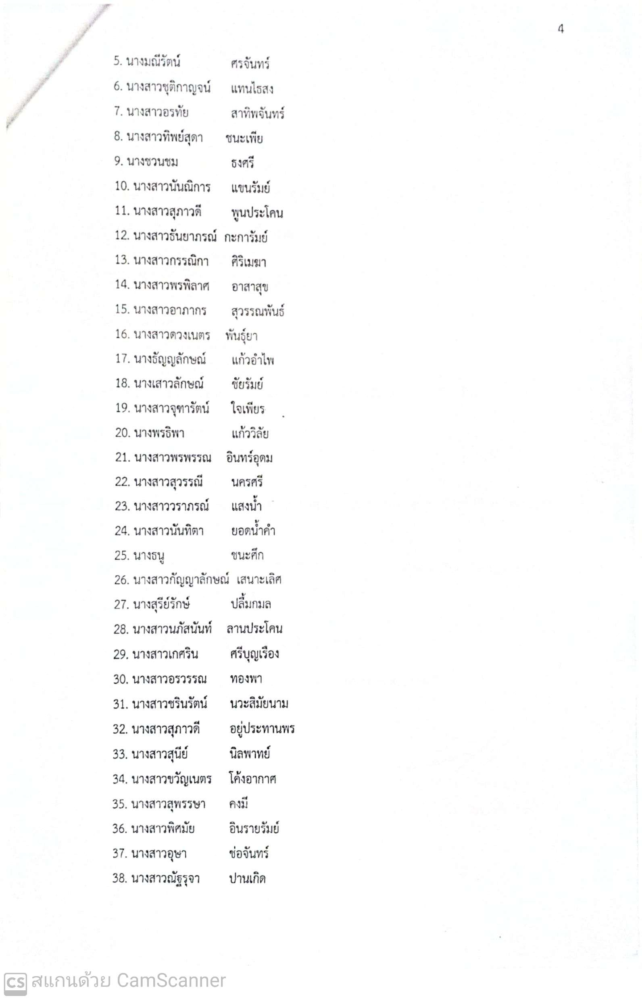 4
5. นางมณีรัตน์ ศรจันทร์
6. นางสาวชุติกาญจน์ แทนไธสง
7. นางสาวอรทัย สาทิพจันทร์
8. นางสาวทิพย์สุดา ชนะเพีย
9. นางชวนชม ธงศรี
10. นางสาวนันณิการ แขนรัมย์
11. นางสาวสุภาวดี พูนประโคน
12. นางสาวธันยาภรณ์ กะการัมย์
13. นางสาวกรรณิกา ศิริเมฆา
14. นางสาวพรพิลาศ อาสาสุข
15. นางสาวอาภากร สุวรรณพันธ์
16. นางสาวดวงเนตร พันธุ์ยา
17. นางธัญญลักษณ์ แก้วอำไพ
18. นางเสาวลักษณ์ ชัยรัมย์
19. นางสาวจุฑารัตน์ ใจเพียร
20. นางพรธิพา แก้ววิลัย
21. นางสาวพรพรรณ อินทร์อุดม
22. นางสาวสุวรรณี นครศรี
23. นางสาววราภรณ์ แสงน้ำ
24. นางสาวนันทิตา ยอดน้ำคำ
25. นางธนู ชนะศึก
26. นางสาวกัญญาลักษณ์ เสนาะเลิศ
27. นางสุรีย์รักษ์ ปลื้มกมล
28. นางสาวนภัสนันท์ ลานประโคน
29. นางสาวเกศริน ศรีบุญเรือง
30. นางสาวอรวรรณ ทองพา
31. นางสาวชรินรัตน์ นวะสิมัยนาม
32. นางสาวสุภาวดี อยู่ประทานพร
33. นางสาวสุนีย์ นิลพาทย์
34. นางสาวขวัญเนตร โค้งอากาศ
35. นางสาวสุพรรษา คงมี
36. นางสาวพิศมัย อินรายรัมย์
37. นางสาวอุษา ช่อจันทร์
38. นางสาวณัฐรุจา ปานเกิด
CS สแกนด้วย CamScanner